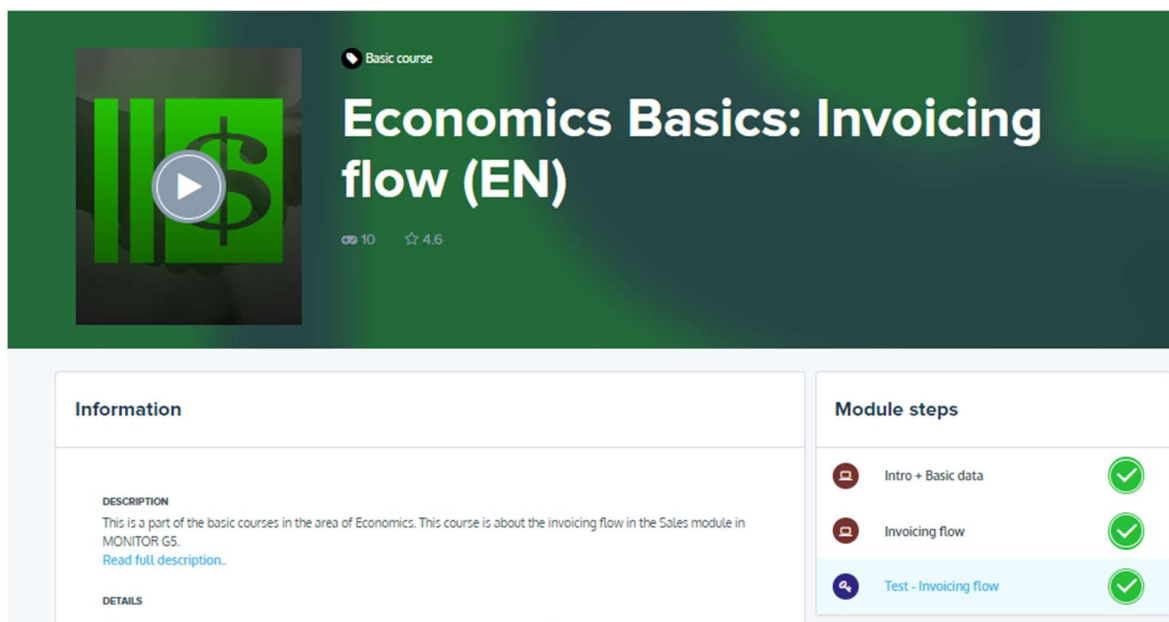 Basic course
Economics Basics: Invoicing
flow (EN)
10 4.6
Information
DESCRIPTION
This is a part of the basic courses in the area of Economics. This course is about the invoicing flow in the Sales module in
MONITOR G5.
Read full description..
DETAILS
Module steps
Intro + Basic data
Invoicing flow
Test - Invoicing flow